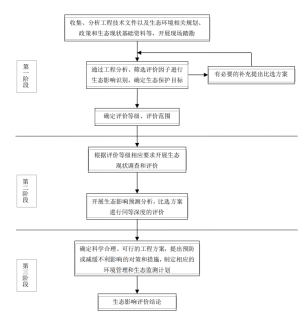 收集、分析工程技术文件以及生态环境相关规划、
政策和生态现状基础资料等，开展现场踏勘
第一阶段
通过工程分析、筛选评价因子进行
生态影响识别，确定生态保护目标
有必要的补充提出比选方案
确定评价等级、评价范围
根据评价等级相应要求开展生态
现状调查和评价
第二阶段
开展生态影响预测分析，比选方案
进行同等深度的评价
确定科学合理、可行的工程方案，提出预防
或减缓不利影响的对策和措施，制定相应的
环境管理和生态监测计划
第三阶段
生态影响评价结论